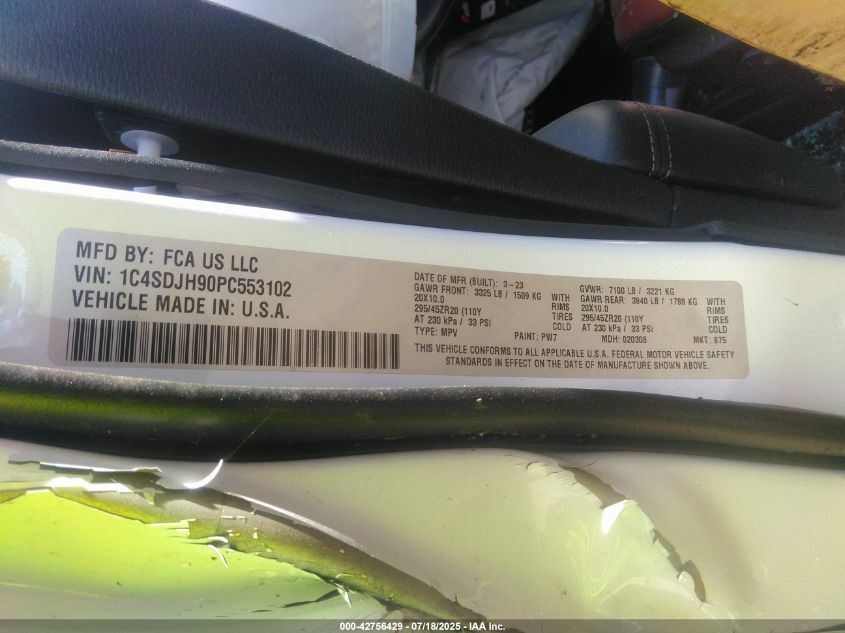 MFD BY: FCA US LLC
VIN: 1C4SDJH90PC553102
VEHICLE MADE IN: U.S.A.
DATE OF MFR (BUILT): 3-23
GAWR FRONT: 3325 LB / 1509 KG WITH
20X10.0 RIMS
295/45ZR20 (110Y TIRES
AT 230 kPa / 33 PSI COLD
TYPE: MPV PAINT: PW7
GVWR: 7100 LB / 3221 KG
GAWR REAR: 3940 LB / 1788 KG WITH
20X10.0 RIMS
295/45ZR20 (110Y TIRES
AT 230 kPa / 33 PSI COLD
MDH: 020308 MKT: 875
THIS VEHICLE CONFORMS TO ALL APPLICABLE U.S.A. FEDERAL MOTOR VEHICLE SAFETY
STANDARDS IN EFFECT ON THE DATE OF MANUFACTURE SHOWN ABOVE.
000-42756429 - 07/18/2025 - IAA Inc.